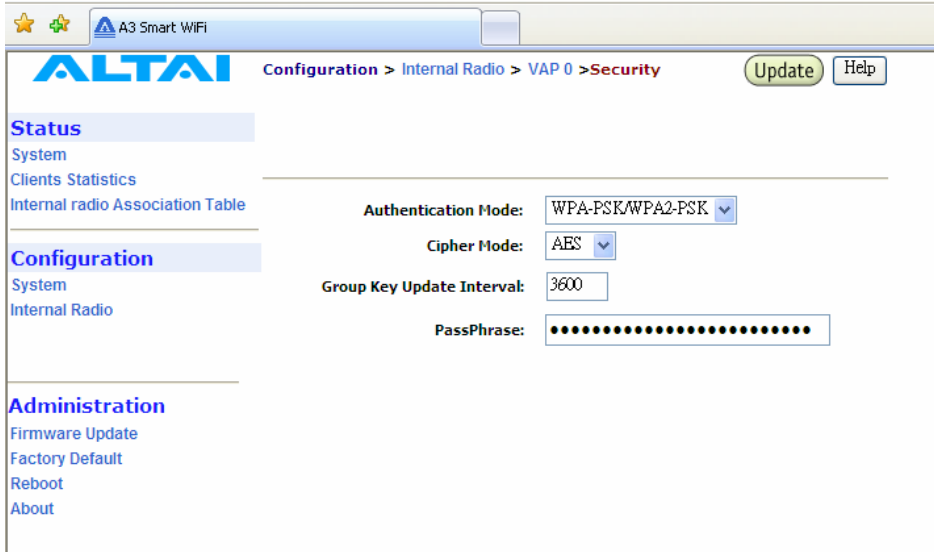 A3 Smart WiFi
ALTAI
Configuration > Internal Radio > VAP 0 >Security
Update
Help
Status
System
Clients Statistics
Internal radio Association Table
Configuration
System
Internal Radio
Administration
Firmware Update
Factory Default
Reboot
About
Authentication Mode: WPA-PSK/WPA2-PSK
Cipher Mode: AES
Group Key Update Interval: 3600
PassPhrase: ••••••••••••••••••••••••••